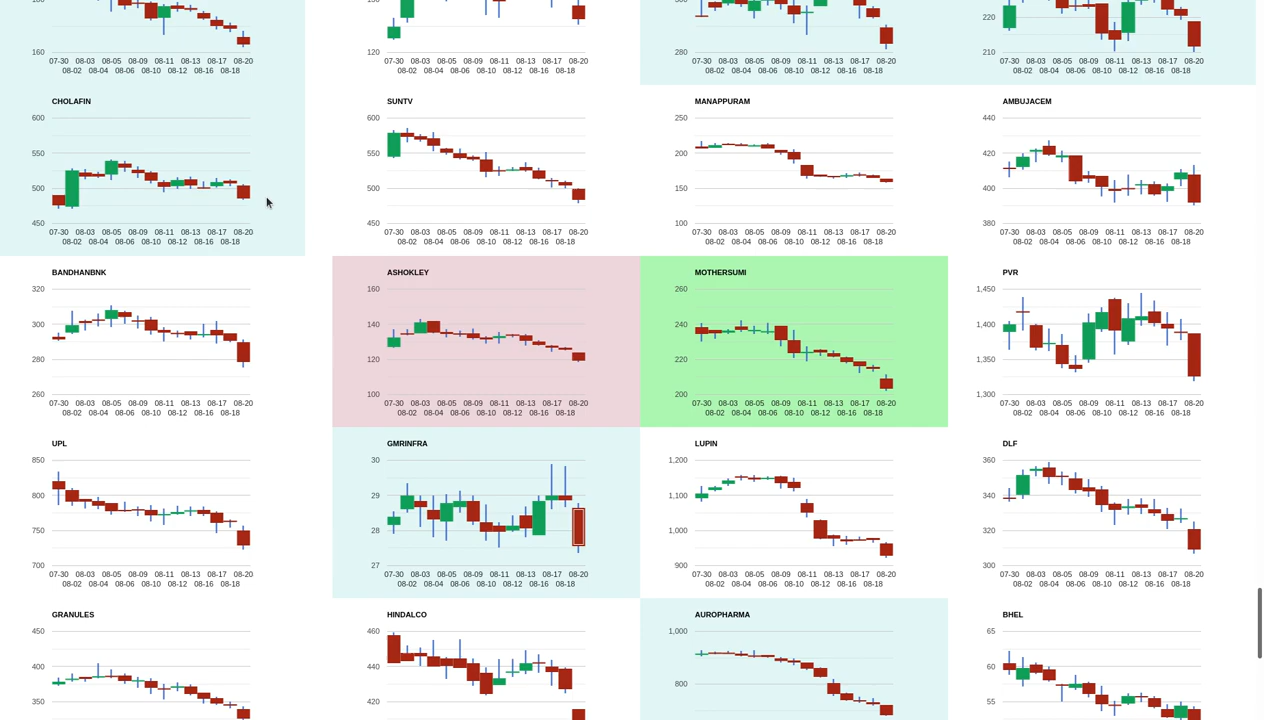 160
120
280
220
210
07-30 08-03 08-05 08-09 08-11 08-13 08-17 08-20
08-02 08-04 08-06 08-10 08-12 08-16 08-18
07-30 08-03 08-05 08-09 08-11 08-13 08-17 08-20
08-02 08-04 08-06 08-10 08-12 08-16 08-18
07-30 08-03 08-05 08-09 08-11 08-13 08-17 08-20
08-02 08-04 08-06 08-10 08-12 08-16 08-18
07-30 08-03 08-05 08-09 08-11 08-13 08-17 08-20
08-02 08-04 08-06 08-10 08-12 08-16 08-18
CHOLAFIN
600
550
500
450
07-30 08-03 08-05 08-09 08-11 08-13 08-17 08-20
08-02 08-04 08-06 08-10 08-12 08-16 08-18
SUNTV
600
550
500
450
07-30 08-03 08-05 08-09 08-11 08-13 08-17 08-20
08-02 08-04 08-06 08-10 08-12 08-16 08-18
MANAPPURAM
250
200
150
100
07-30 08-03 08-05 08-09 08-11 08-13 08-17 08-20
08-02 08-04 08-06 08-10 08-12 08-16 08-18
AMBUJACEM
440
420
400
380
07-30 08-03 08-05 08-09 08-11 08-13 08-17 08-20
08-02 08-04 08-06 08-10 08-12 08-16 08-18
BANDHANBNK
320
300
280
260
07-30 08-03 08-05 08-09 08-11 08-13 08-17 08-20
08-02 08-04 08-06 08-10 08-12 08-16 08-18
ASHOKLEY
160
140
120
100
07-30 08-03 08-05 08-09 08-11 08-13 08-17 08-20
08-02 08-04 08-06 08-10 08-12 08-16 08-18
MOTHERSUMI
260
240
220
200
07-30 08-03 08-05 08-09 08-11 08-13 08-17 08-20
08-02 08-04 08-06 08-10 08-12 08-16 08-18
PVR
1,450
1,400
1,350
1,300
07-30 08-03 08-05 08-09 08-11 08-13 08-17 08-20
08-02 08-04 08-06 08-10 08-12 08-16 08-18
UPL
850
800
750
700
07-30 08-03 08-05 08-09 08-11 08-13 08-17 08-20
08-02 08-04 08-06 08-10 08-12 08-16 08-18
GMRINFRA
30
29
28
27
07-30 08-03 08-05 08-09 08-11 08-13 08-17 08-20
08-02 08-04 08-06 08-10 08-12 08-16 08-18
LUPIN
1,200
1,100
1,000
900
07-30 08-03 08-05 08-09 08-11 08-13 08-17 08-20
08-02 08-04 08-06 08-10 08-12 08-16 08-18
DLF
360
340
320
300
07-30 08-03 08-05 08-09 08-11 08-13 08-17 08-20
08-02 08-04 08-06 08-10 08-12 08-16 08-18
GRANULES
450
400
350
HINDALCO
460
440
420
AUROPHARMA
1,000
800
BHEL
65
60
55